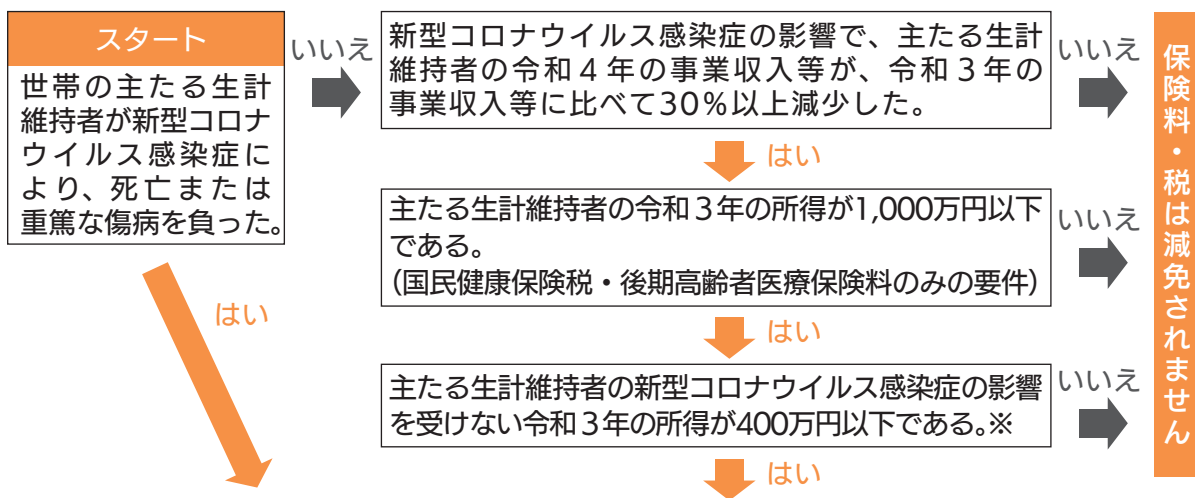 スタート
世帯の主たる生計
維持者が新型コロナ
ウイルス感染症に
より、死亡または
重篤な傷病を負った。
いいえ
新型コロナウイルス感染症の影響で、主たる生計
維持者の令和４年の事業収入等が、令和３年の
事業収入等に比べて30％以上減少した。
いいえ
はい
主たる生計維持者の令和３年の所得が1,000万円以下
である。
（国民健康保険税・後期高齢者医療保険料のみの要件）
いいえ
はい
はい
主たる生計維持者の新型コロナウイルス感染症の影響
を受けない令和３年の所得が400万円以下である。※
いいえ
はい
保険料・税は減免されません